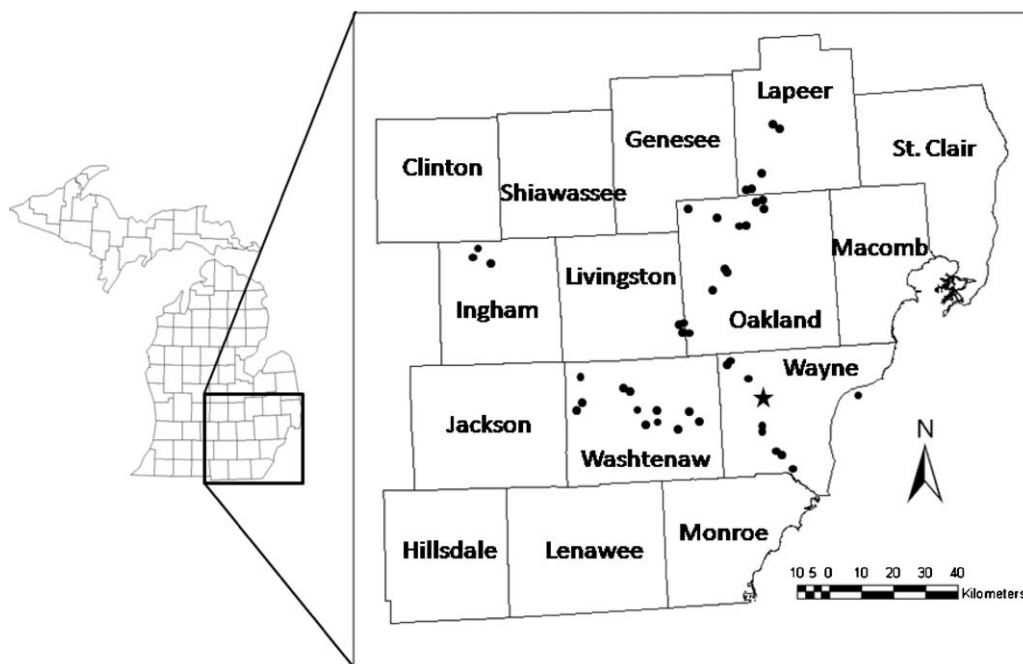 Lapeer
Genesee
St. Clair
Clinton
Shiawassee
Macomb
Livingston
Ingham
Oakland
Wayne
Jackson
Washtenaw
N
Monroe
Hillsdale
Lenawee
10 5 0 10 20 30 40
Kilometers